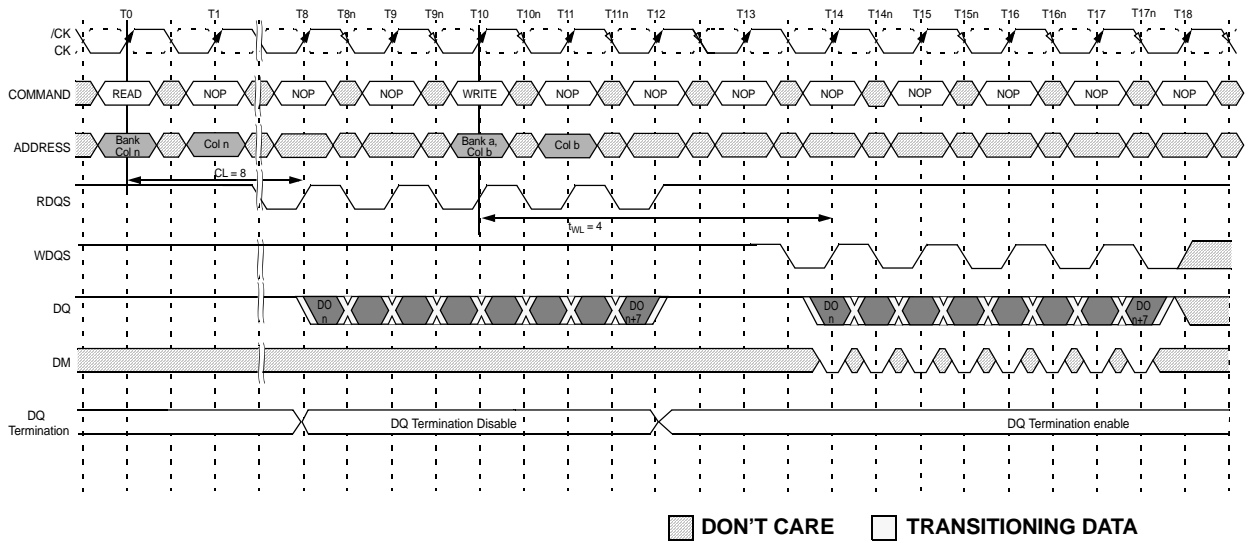 T0 T1 T8 T8n T9 T9n T10 T10n T11 T11n T12 T13 T14 T14n T15 T15n T16 T16n T17 T17n T18
/CK
CK
COMMAND READ NOP NOP NOP WRITE NOP NOP NOP NOP NOP NOP NOP NOP
ADDRESS Bank Col n Col n Bank a, Col b Col b
CL = 8
RDQS
tWL = 4
WDQS
DQ DO n DO n+7 DO n DO n+7
DM
DQ Termination DQ Termination Disable DQ Termination enable
DON'T CARE TRANSITIONING DATA